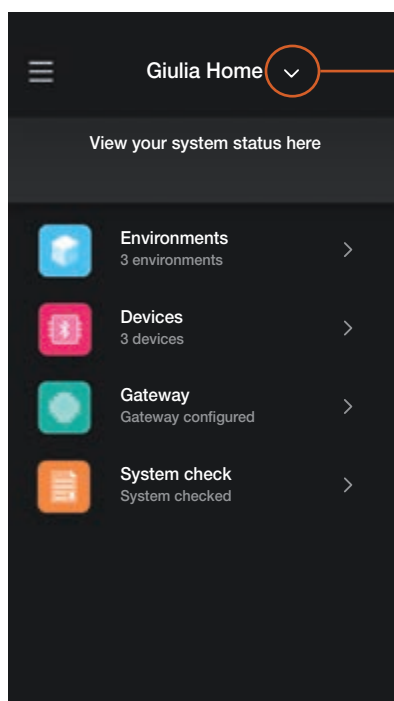 Giulia Home
View your system status here
Environments
3 environments
Devices
3 devices
Gateway
Gateway configured
System check
System checked